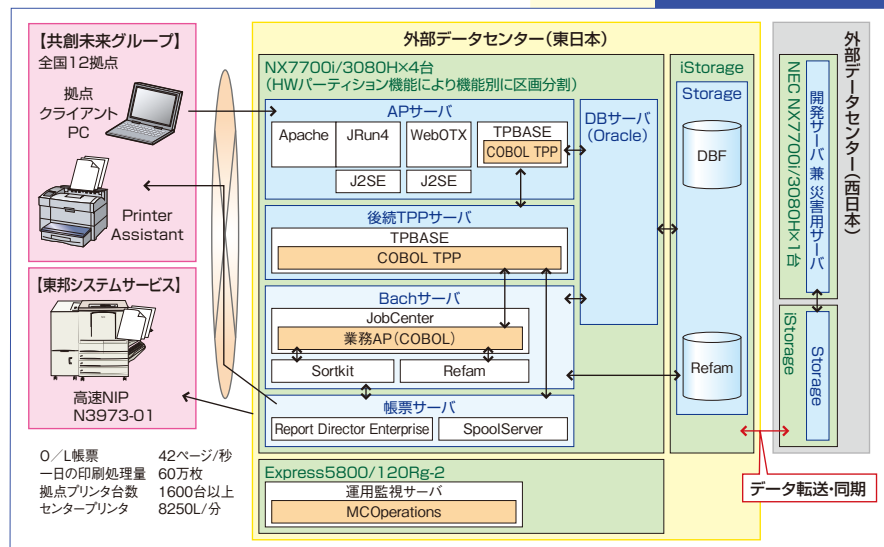 【共創未来グループ】
全国12拠点
拠点
クライアント
PC
Printer
Assistant
【東邦システムサービス】
高速NIP
N3973-01
O／L帳票 42ページ/秒
一日の印刷処理量 60万枚
拠点プリンタ台数 1600台以上
センタープリンタ 8250L/分
外部データセンター（東日本）
NX7700i/3080H×4台
（HWパーティション機能により機能別に区画分割）
APサーバ
Apache
JRun4
WebOTX
TPBASE
COBOL TPP
J2SE
J2SE
DBサーバ
（Oracle）
後続TPPサーバ
TPBASE
COBOL TPP
Bachサーバ
JobCenter
業務AP（COBOL）
Sortkit
Refam
帳票サーバ
Report Director Enterprise
SpoolServer
Express5800/120Rg-2
運用監視サーバ
MCOperations
iStorage
Storage
DBF
Refam
外部データセンター（西日本）
NEC NX7700i/3080H×1台
開発サーバ 兼 災害用サーバ
iStorage
Storage
データ転送・同期